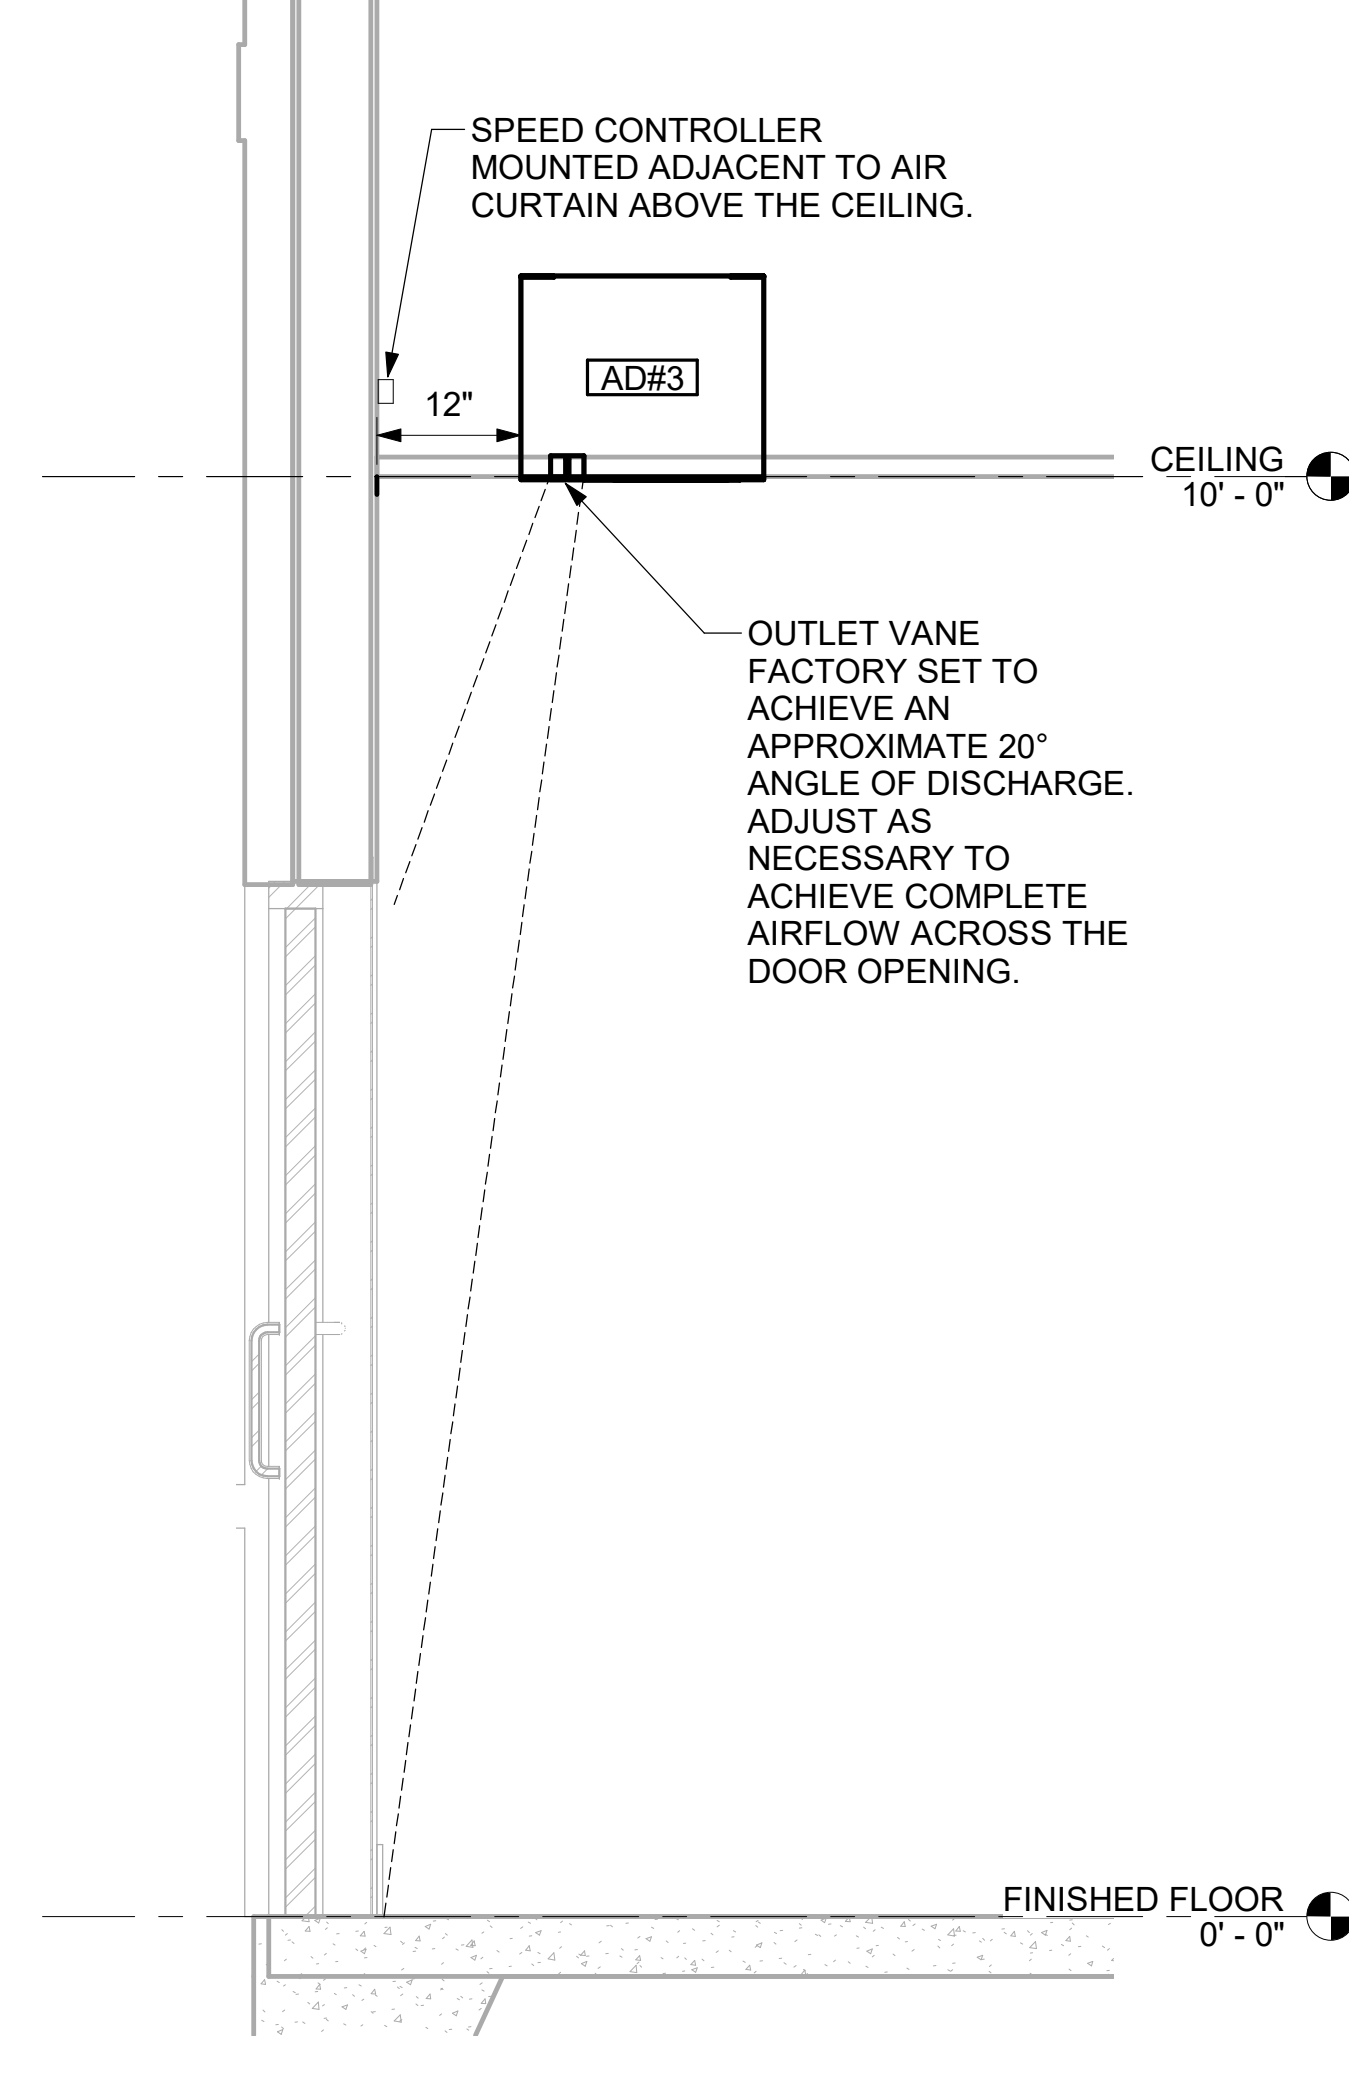 SPEED CONTROLLER
MOUNTED ADJACENT TO AIR
CURTAIN ABOVE THE CEILING.
AD#3
12"
CEILING
10' - 0"
OUTLET VANE
FACTORY SET TO
ACHIEVE AN
APPROXIMATE 20°
ANGLE OF DISCHARGE.
ADJUST AS
NECESSARY TO
ACHIEVE COMPLETE
AIRFLOW ACROSS THE
DOOR OPENING.
FINISHED FLOOR
0' - 0"